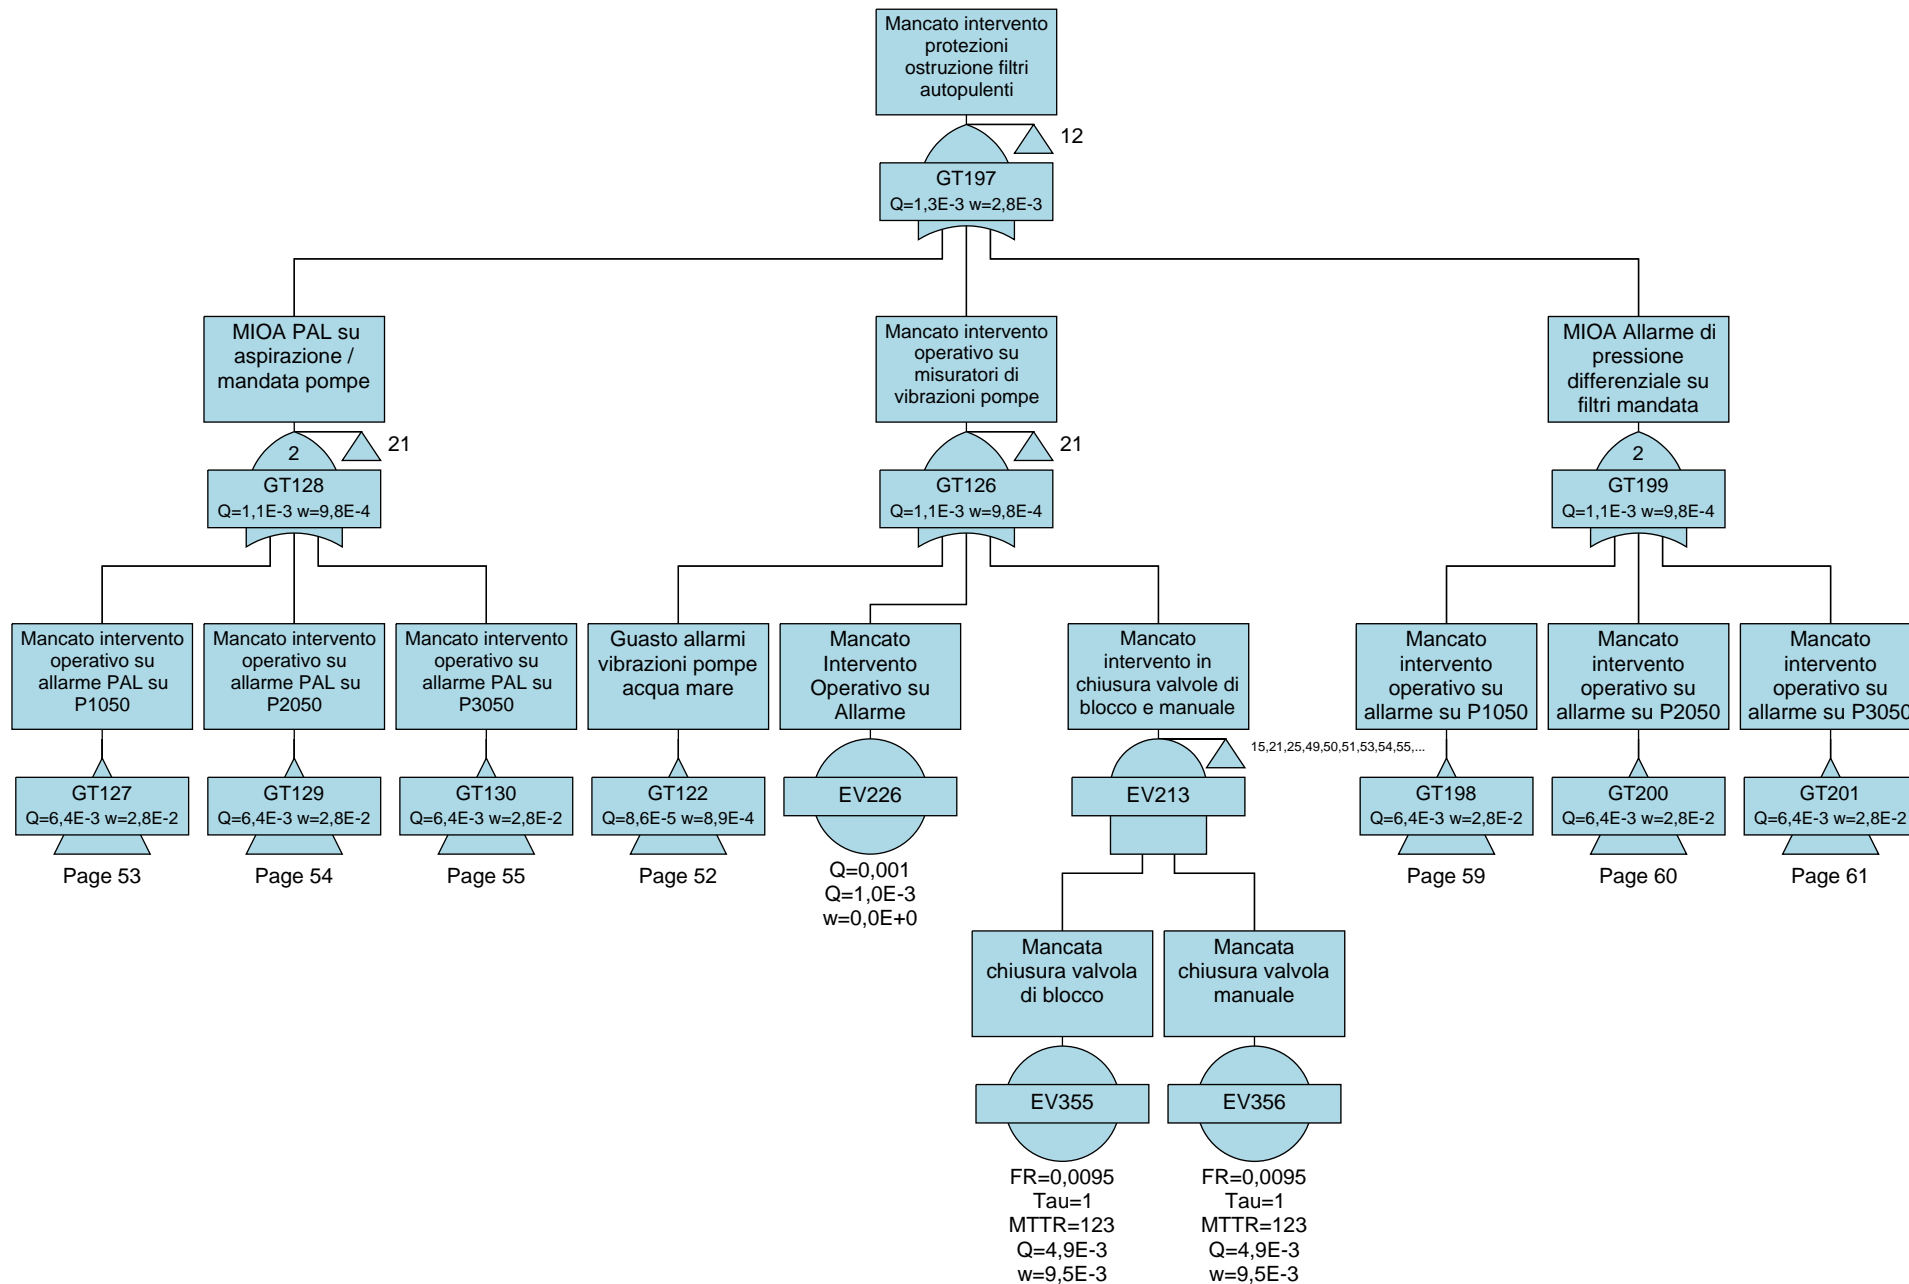 Mancato intervento
protezioni
ostruzione filtri
autopulenti
12
GT197
Q=1,3E-3 w=2,8E-3
MIOA PAL su
aspirazione /
mandata pompe
21
2
GT128
Q=1,1E-3 w=9,8E-4
Mancato intervento
operativo su
misuratori di
vibrazioni pompe
21
GT126
Q=1,1E-3 w=9,8E-4
MIOA Allarme di
pressione
differenziale su
filtri mandata
2
GT199
Q=1,1E-3 w=9,8E-4
Mancato intervento
operativo su
allarme PAL su
P1050
GT127
Q=6,4E-3 w=2,8E-2
Page 53
Mancato intervento
operativo su
allarme PAL su
P2050
GT129
Q=6,4E-3 w=2,8E-2
Page 54
Mancato intervento
operativo su
allarme PAL su
P3050
GT130
Q=6,4E-3 w=2,8E-2
Page 55
Guasto allarmi
vibrazioni pompe
acqua mare
GT122
Q=8,6E-5 w=8,9E-4
Page 52
Mancato
Intervento
Operativo su
Allarme
EV226
Q=0,001
Q=1,0E-3
w=0,0E+0
Mancato
intervento in
chiusura valvole di
blocco e manuale
15,21,25,49,50,51,53,54,55,...
EV213
Mancato
intervento
operativo su
allarme su P1050
GT198
Q=6,4E-3 w=2,8E-2
Page 59
Mancato
intervento
operativo su
allarme su P2050
GT200
Q=6,4E-3 w=2,8E-2
Page 60
Mancato
intervento
operativo su
allarme su P3050
GT201
Q=6,4E-3 w=2,8E-2
Page 61
Mancata
chiusura valvola
di blocco
EV355
FR=0,0095
Tau=1
MTTR=123
Q=4,9E-3
w=9,5E-3
Mancata
chiusura valvola
manuale
EV356
FR=0,0095
Tau=1
MTTR=123
Q=4,9E-3
w=9,5E-3